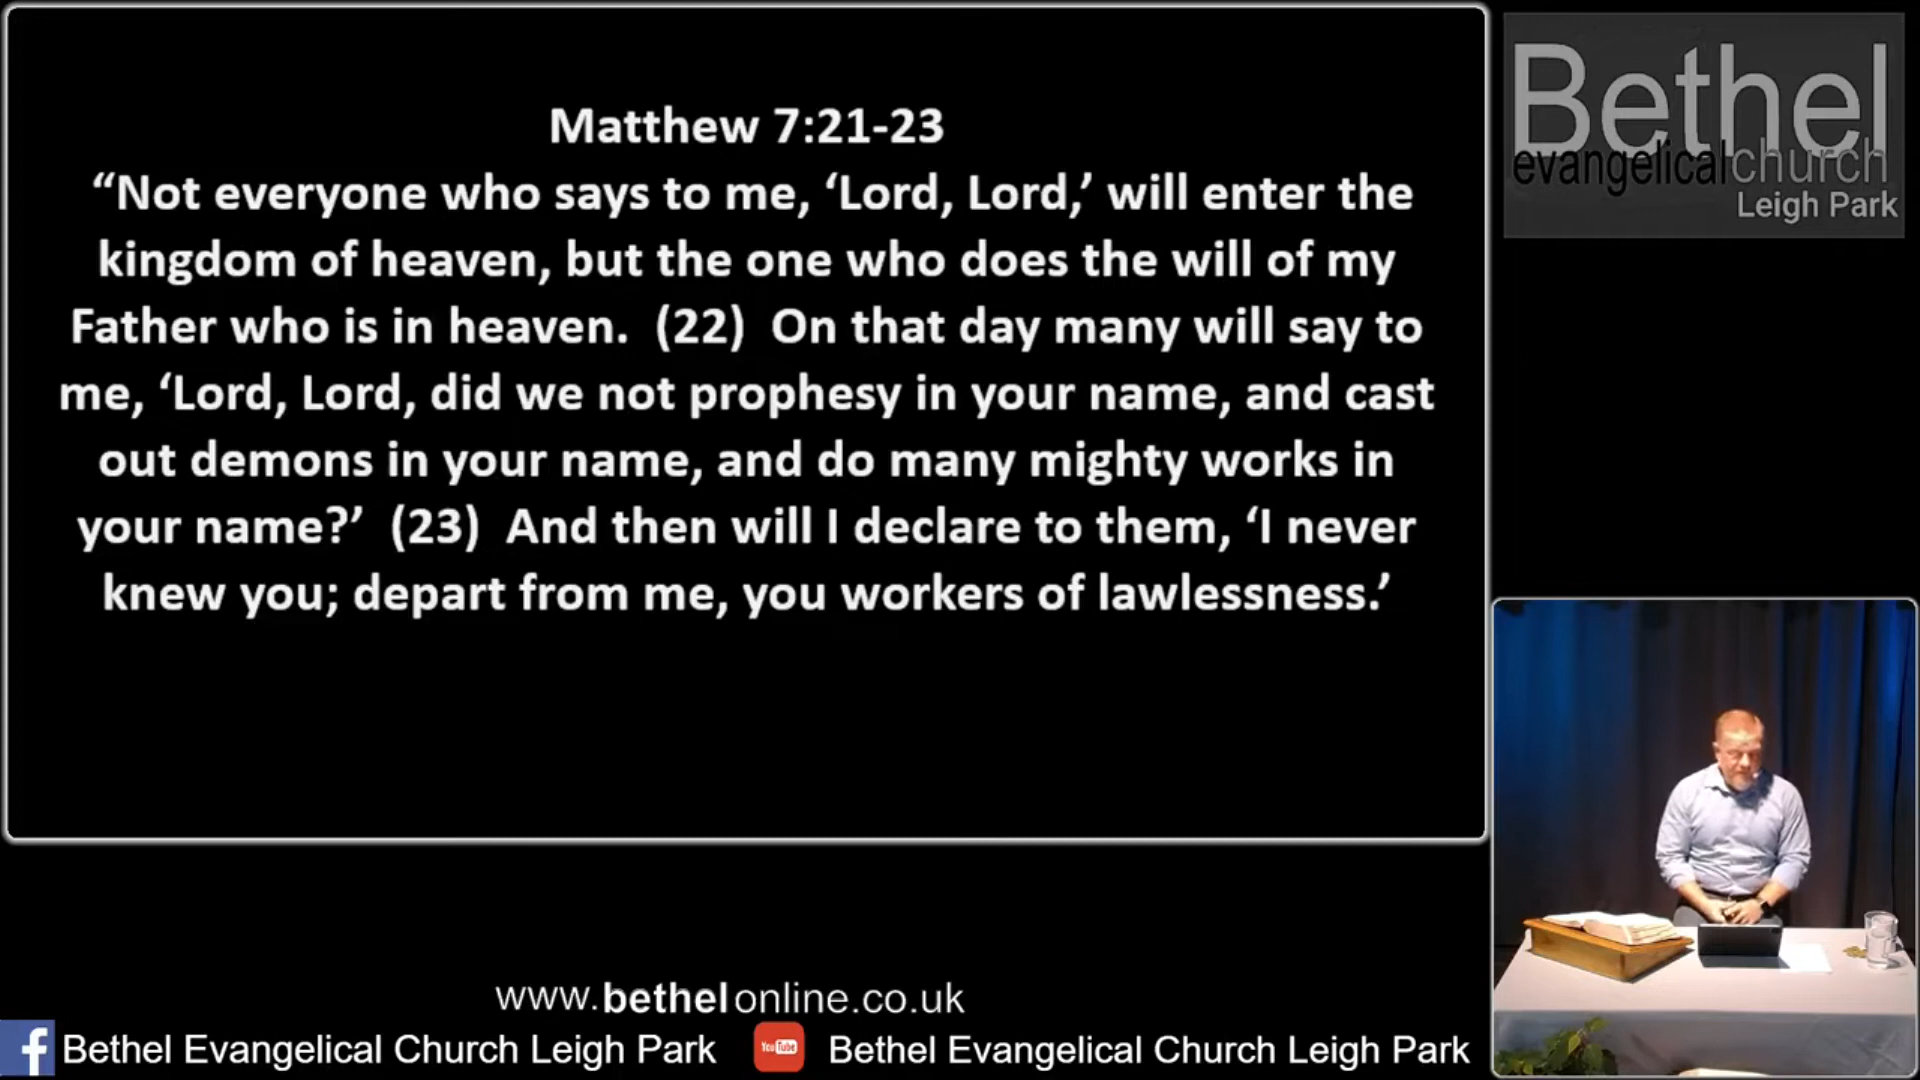 Matthew 7:21-23
“Not everyone who says to me, ‘Lord, Lord,’ will enter the
kingdom of heaven, but the one who does the will of my
Father who is in heaven.  (22)  On that day many will say to
me, ‘Lord, Lord, did we not prophesy in your name, and cast
out demons in your name, and do many mighty works in
your name?’  (23)  And then will I declare to them, ‘I never
knew you; depart from me, you workers of lawlessness.’
Bethel
evangelicalchurch
Leigh Park
www.bethelonline.co.uk
f Bethel Evangelical Church Leigh Park
YouTube Bethel Evangelical Church Leigh Park